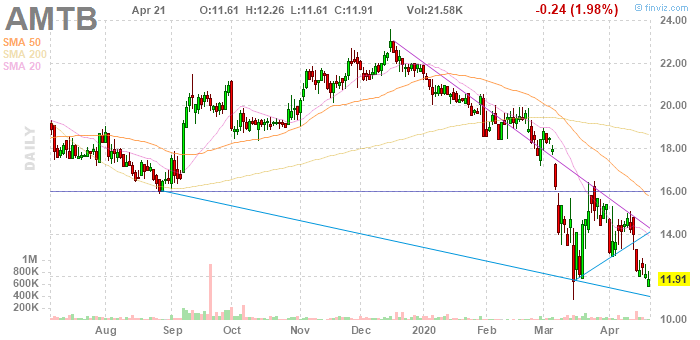 AMTB
Apr 21 O:11.61 H:12.26 L:11.61 C:11.91 Vol:21.58K -0.24 (1.98%)
© finviz.com
SMA 50
SMA 200
SMA 20
DAILY
24.00
22.00
20.00
18.00
16.00
14.00
11.91
10.00
1M
800K
600K
400K
200K
Aug Sep Oct Nov Dec 2020 Feb Mar Apr